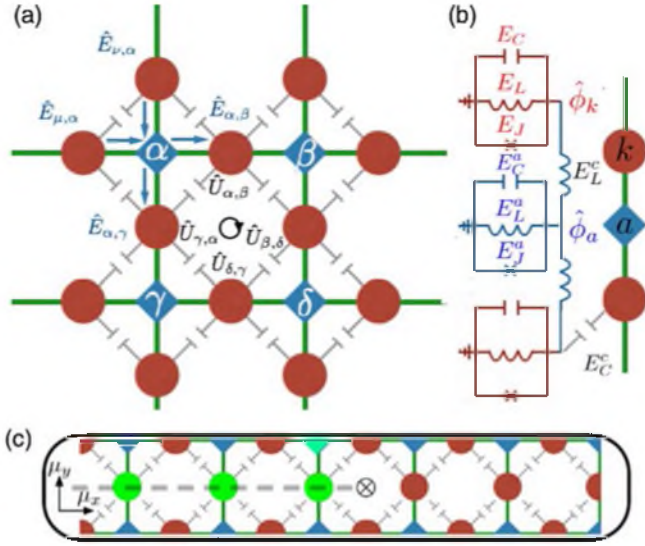 (a)
Ê_{ν,α}
Ê_{μ,α}
Ê_{α,β}
α
β
Û_{α,β}
Ê_{α,γ}
Û_{γ,α}
Û_{β,δ}
Û_{δ,γ}
γ
δ
(b)
E_C
E_L
E_J
ϕ̂_k
E_C^a
E_L^a
E_J^a
ϕ̂_a
E_L^c
k
a
E_C^c
(c)
μ_y
μ_x